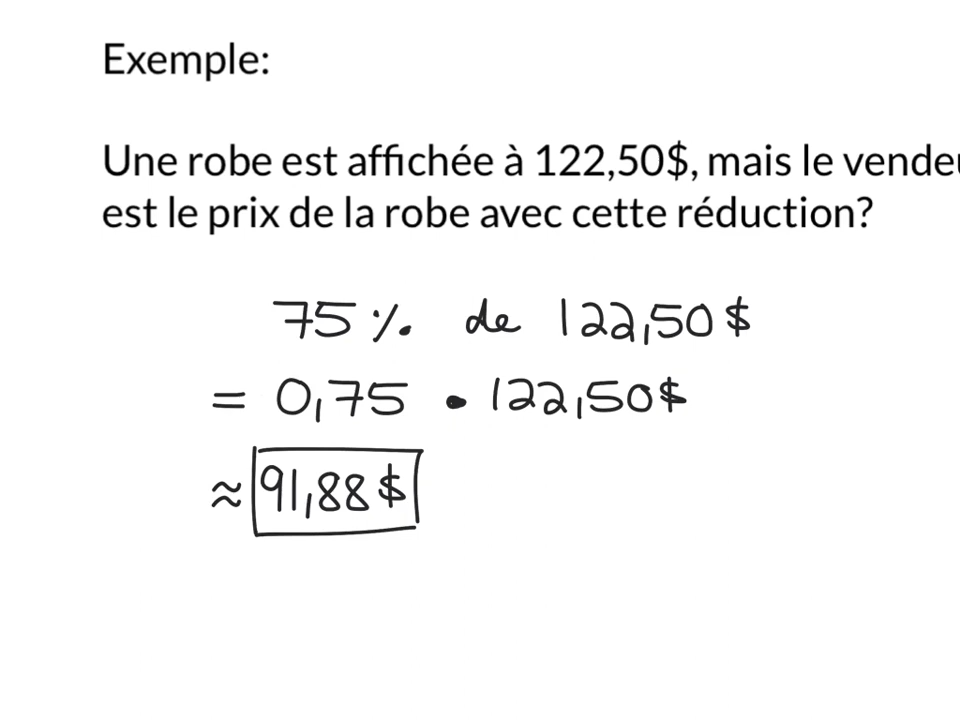 Exemple:
Une robe est affichée à 122,50$, mais le
est le prix de la robe avec cette réduction?
75 % de 122,50 $
= 0,75 • 122,50 $
≈ 91,88 $